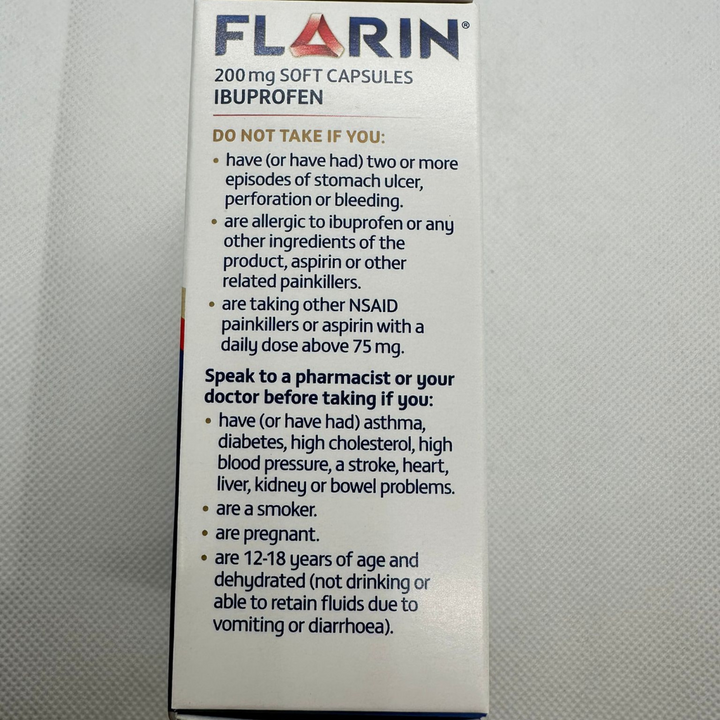 FLARIN®
200 mg SOFT CAPSULES
IBUPROFEN
DO NOT TAKE IF YOU:
• have (or have had) two or more
episodes of stomach ulcer,
perforation or bleeding.
• are allergic to ibuprofen or any
other ingredients of the
product, aspirin or other
related painkillers.
• are taking other NSAID
painkillers or aspirin with a
daily dose above 75 mg.
Speak to a pharmacist or your
doctor before taking if you:
• have (or have had) asthma,
diabetes, high cholesterol, high
blood pressure, a stroke, heart,
liver, kidney or bowel problems.
• are a smoker.
• are pregnant.
• are 12-18 years of age and
dehydrated (not drinking or
able to retain fluids due to
vomiting or diarrhoea).